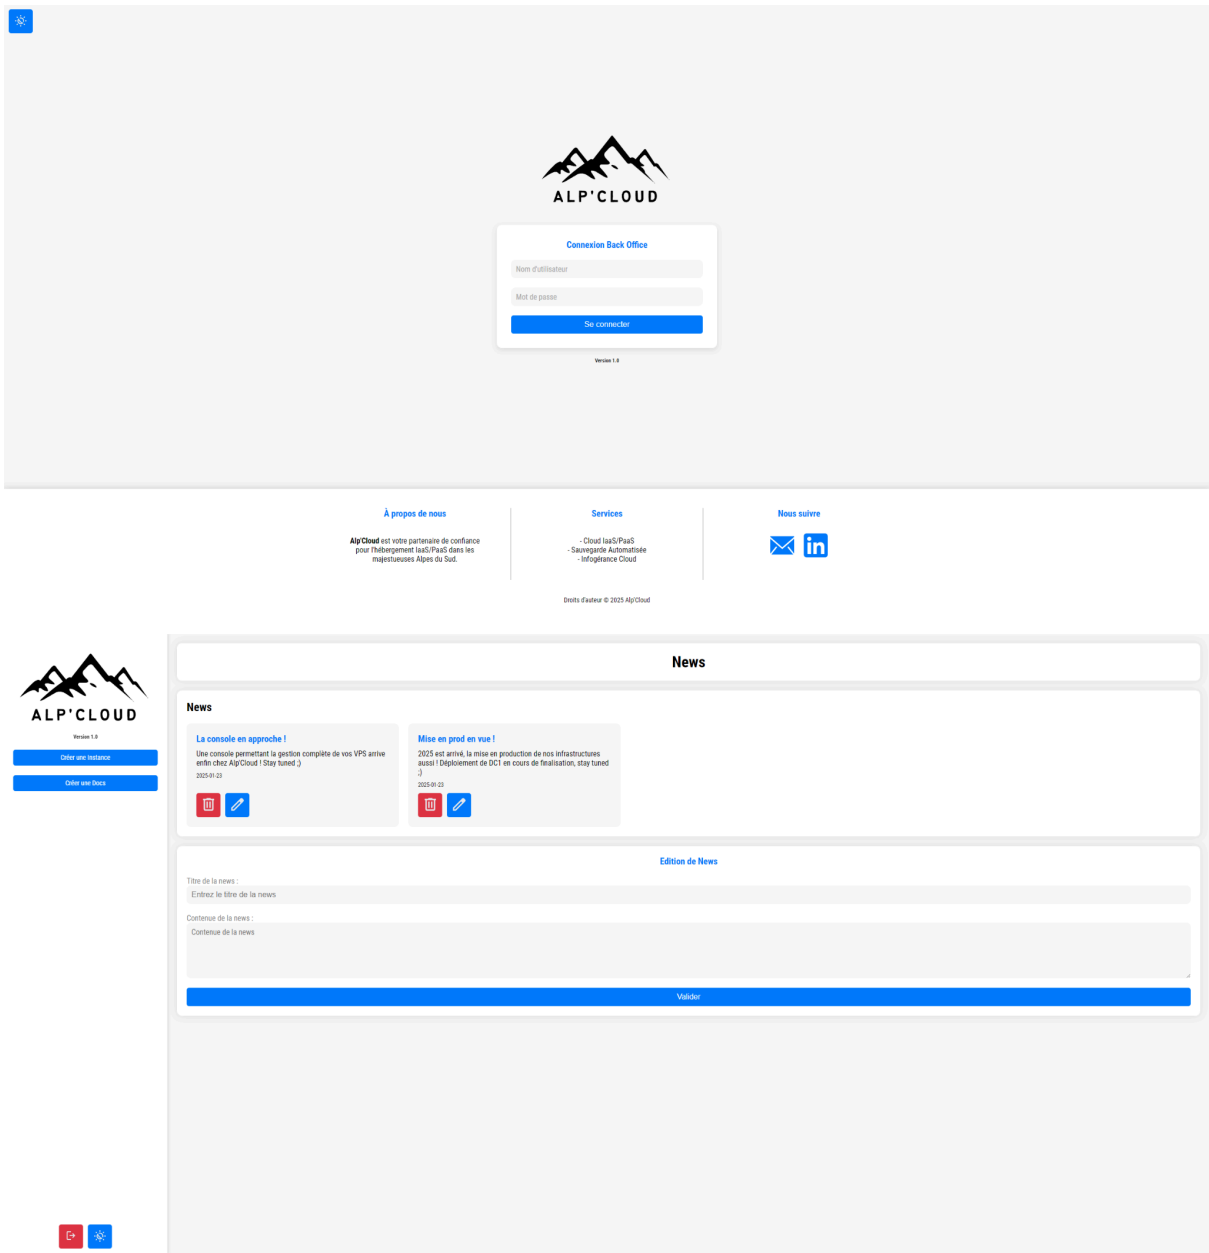 ALP'CLOUD
Connexion Back Office
Nom d'utilisateur
Mot de passe
Se connecter
Version 1.0
À propos de nous
Alp'Cloud est votre partenaire de confiance
pour l'hébergement IaaS/PaaS dans les
majestueuses Alpes du Sud.
Services
- Cloud IaaS/PaaS
- Sauvegarde Automatisée
- Infogérance Cloud
Nous suivre
in
Droits d'auteur © 2025 Alp'Cloud
ALP'CLOUD
Version 1.0
Créer une Instance
Créer une Docs
News
News
La console en approche !
Une console permettant la gestion complète de vos VPS arrive
enfin chez Alp'Cloud ! Stay tuned ;)
2025-01-23
Mise en prod en vue !
2025 est arrivé, la mise en production de nos infrastructures
aussi ! Déploiement de DC1 en cours de finalisation, stay tuned
;)
2025-01-23
Edition de News
Titre de la news :
Entrez le titre de la news
Contenue de la news :
Contenue de la news
Valider